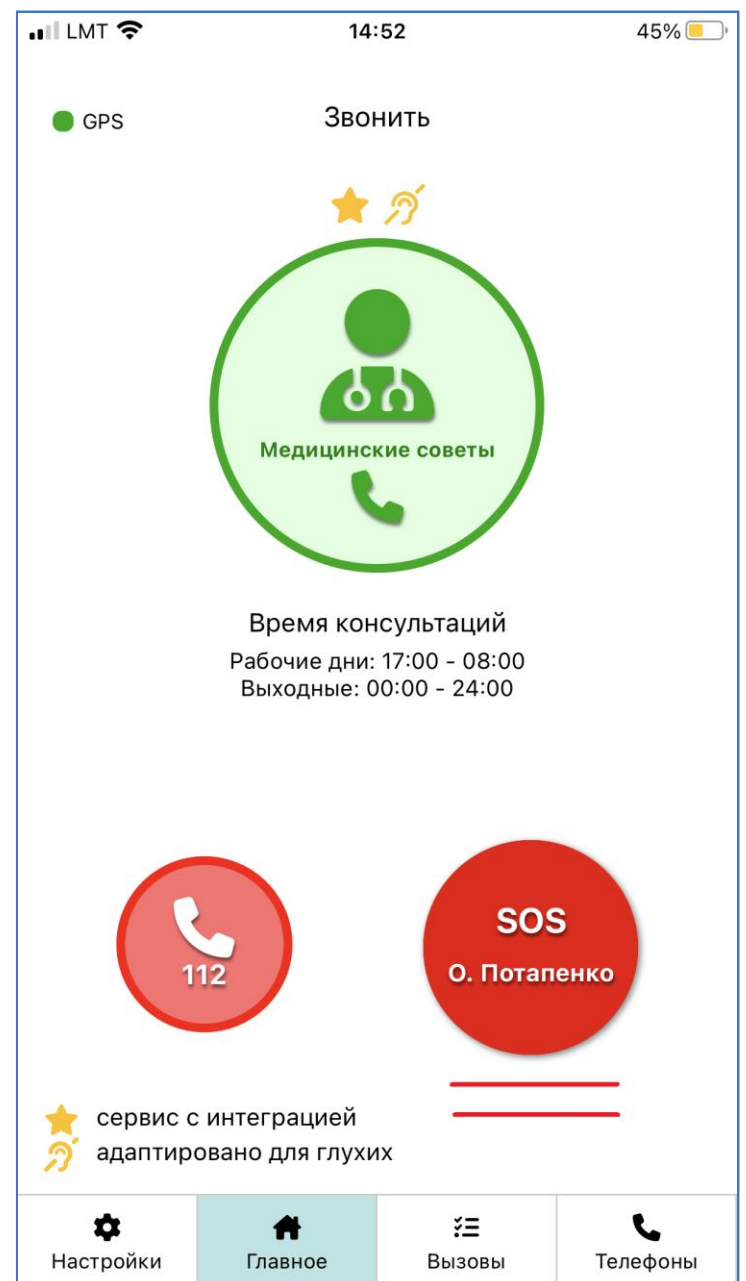 LMT 14:52 45%
GPS Звонить
Медицинские советы
Время консультаций
Рабочие дни: 17:00 - 08:00
Выходные: 00:00 - 24:00
112
SOS
О. Потапенко
сервис с интеграцией
адаптировано для глухих
Настройки Главное Вызовы Телефоны